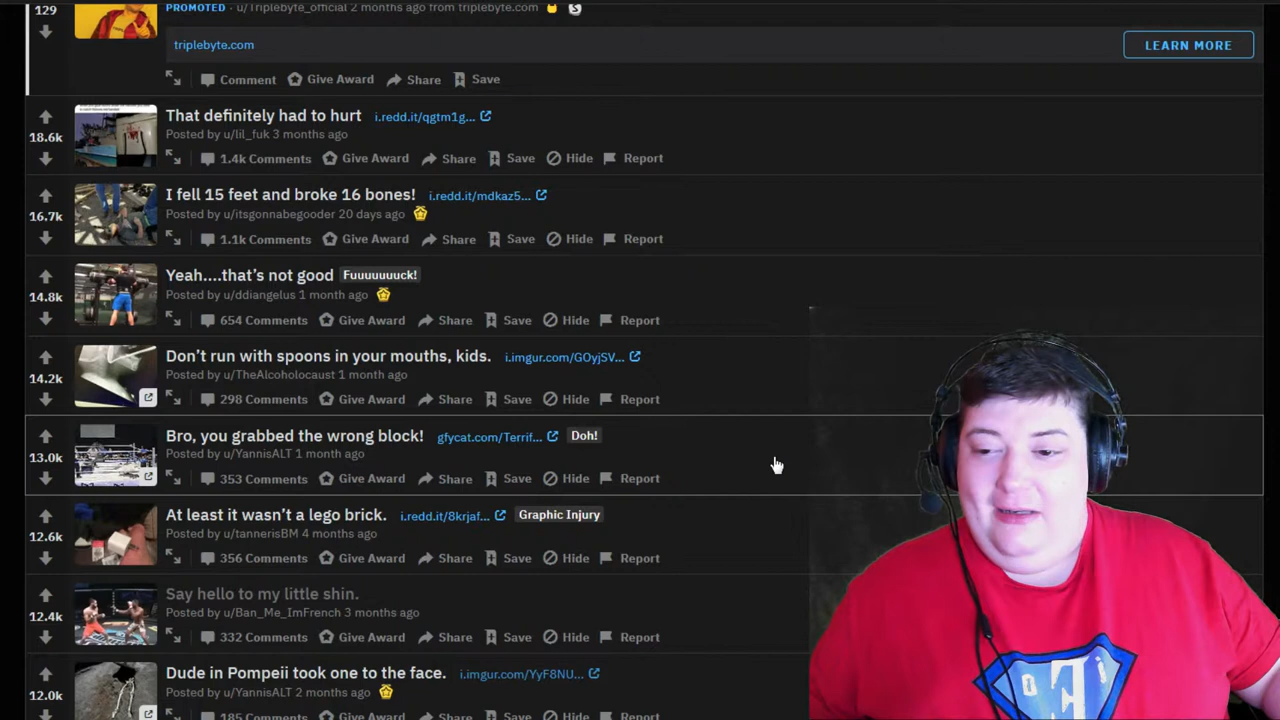 129
PROMOTED · u/Triplebyte_official 2 months ago from triplebyte.com
triplebyte.com
LEARN MORE
Comment Give Award Share Save
That definitely had to hurt i.redd.it/qgtm1g...
18.6k
Posted by u/lil_fuk 3 months ago
1.4k Comments Give Award Share Save Hide Report
I fell 15 feet and broke 16 bones! i.redd.it/mdkaz5...
16.7k
Posted by u/itsgonnabegooder 20 days ago
1.1k Comments Give Award Share Save Hide Report
Yeah....that's not good Fuuuuuuuck!
14.8k
Posted by u/ddiangelus 1 month ago
654 Comments Give Award Share Save Hide Report
Don't run with spoons in your mouths, kids. i.imgur.com/GOyjSV...
14.2k
Posted by u/TheAlcoholocaust 1 month ago
298 Comments Give Award Share Save Hide Report
Bro, you grabbed the wrong block! gfycat.com/Terrif... Doh!
13.0k
Posted by u/YannisALT 1 month ago
353 Comments Give Award Share Save Hide Report
At least it wasn't a lego brick. i.redd.it/8krjaf... Graphic Injury
12.6k
Posted by u/tannerisBM 4 months ago
356 Comments Give Award Share Save Hide Report
Say hello to my little shin.
12.4k
Posted by u/Ban_Me_ImFrench 3 months ago
332 Comments Give Award Share Save Hide Report
Dude in Pompeii took one to the face. i.imgur.com/YyF8NU...
12.0k
Posted by u/YannisALT 2 months ago
185 Comments Give Award Share Save Hide Report